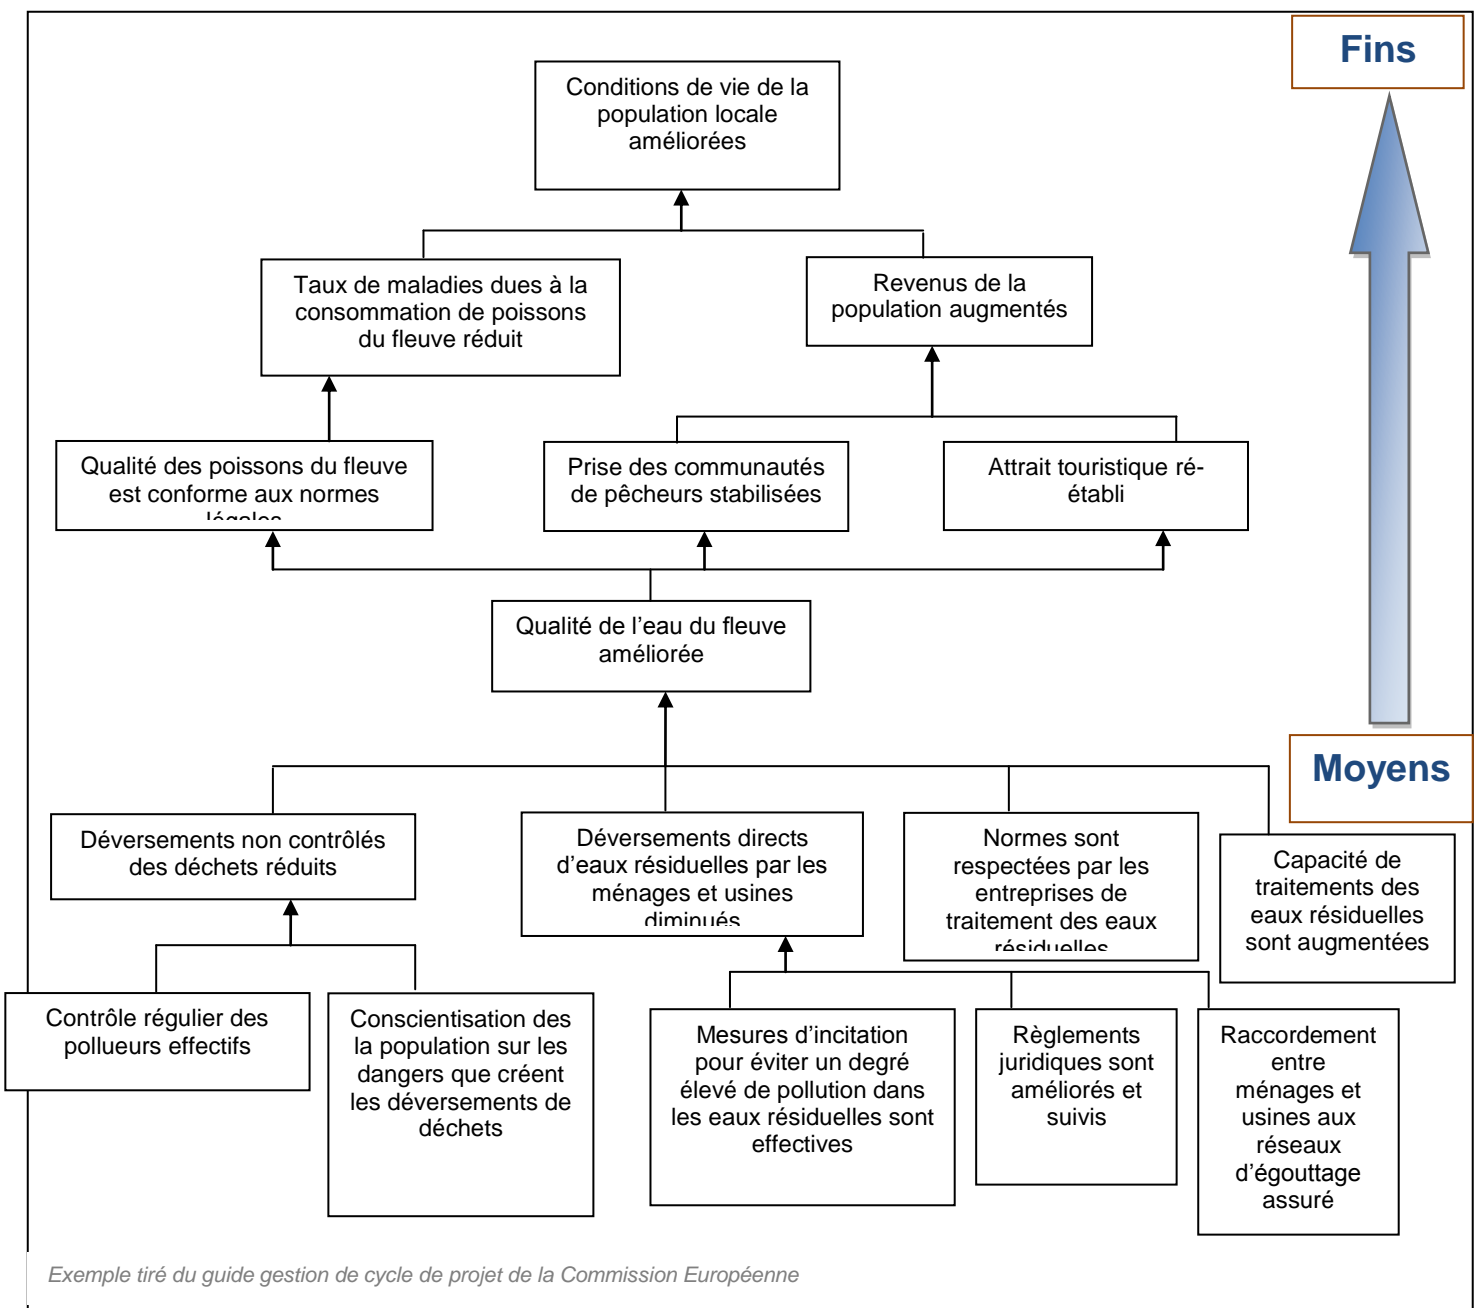 Fins
Conditions de vie de la
population locale
améliorées
Taux de maladies dues à la
consommation de poissons
du fleuve réduit
Revenus de la
population augmentés
Qualité des poissons du fleuve
est conforme aux normes
légales
Prise des communautés
de pêcheurs stabilisées
Attrait touristique ré-
établi
Qualité de l'eau du fleuve
améliorée
Moyens
Déversements non contrôlés
des déchets réduits
Déversements directs
d'eaux résiduelles par les
ménages et usines
diminués
Normes sont
respectées par les
entreprises de
traitement des eaux
résiduelles
Capacité de
traitements des
eaux résiduelles
sont augmentées
Contrôle régulier des
pollueurs effectifs
Conscientisation des
la population sur les
dangers que créent
les déversements de
déchets
Mesures d'incitation
pour éviter un degré
élevé de pollution dans
les eaux résiduelles sont
effectives
Règlements
juridiques sont
améliorés et
suivis
Raccordement
entre
ménages et
usines aux
réseaux
d'égouttage
assuré
Exemple tiré du guide gestion de cycle de projet de la Commission Européenne